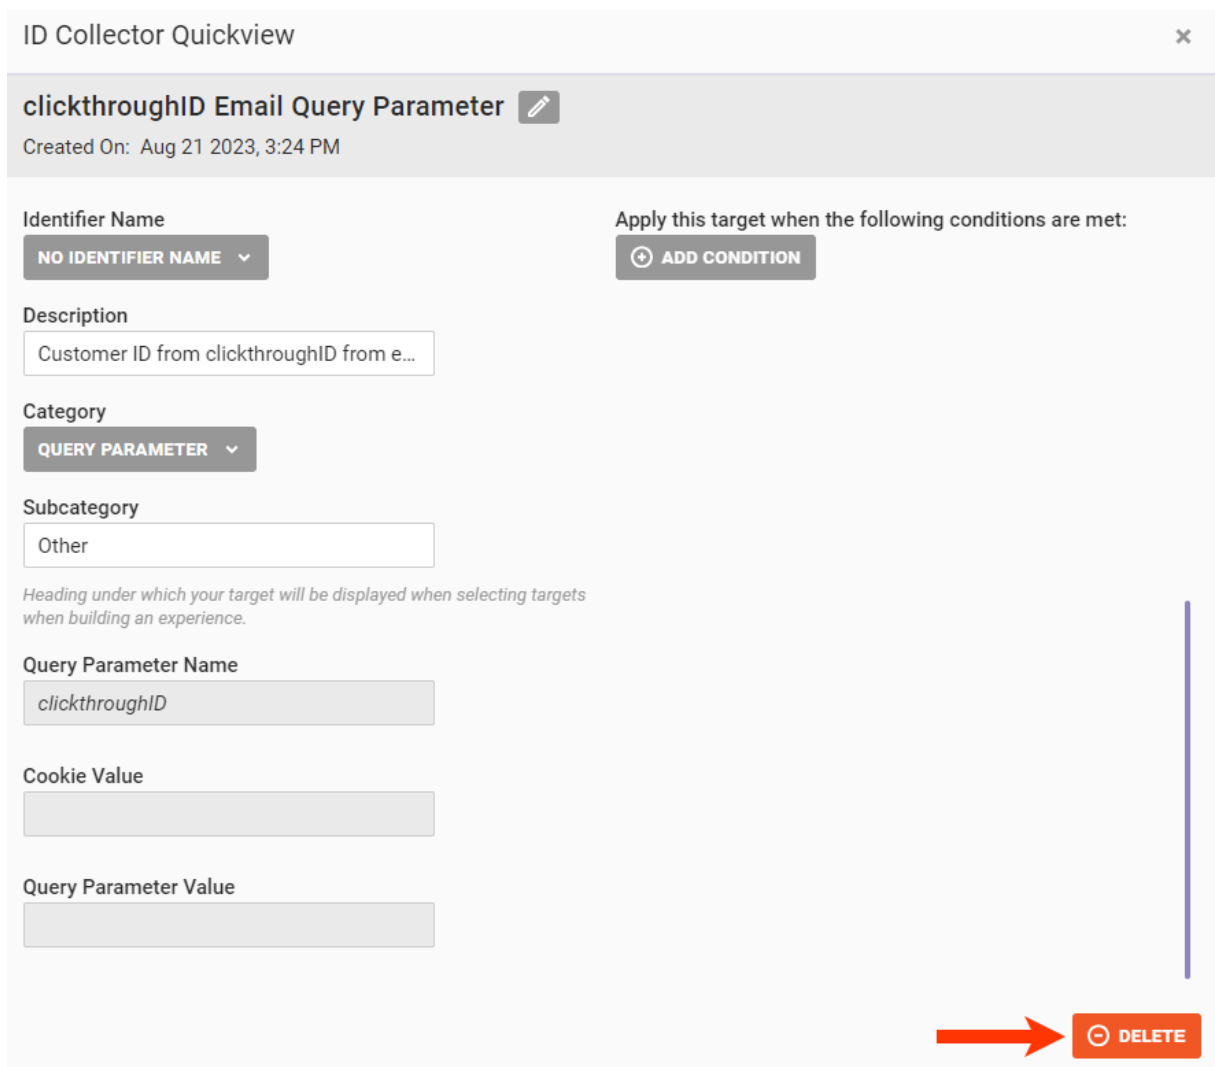 ID Collector Quickview
clickthroughID Email Query Parameter
Created On: Aug 21 2023, 3:24 PM
Identifier Name
NO IDENTIFIER NAME
Apply this target when the following conditions are met:
ADD CONDITION
Description
Customer ID from clickthroughID from e...
Category
QUERY PARAMETER
Subcategory
Other
Heading under which your target will be displayed when selecting targets
when building an experience.
Query Parameter Name
clickthroughID
Cookie Value
Query Parameter Value
DELETE